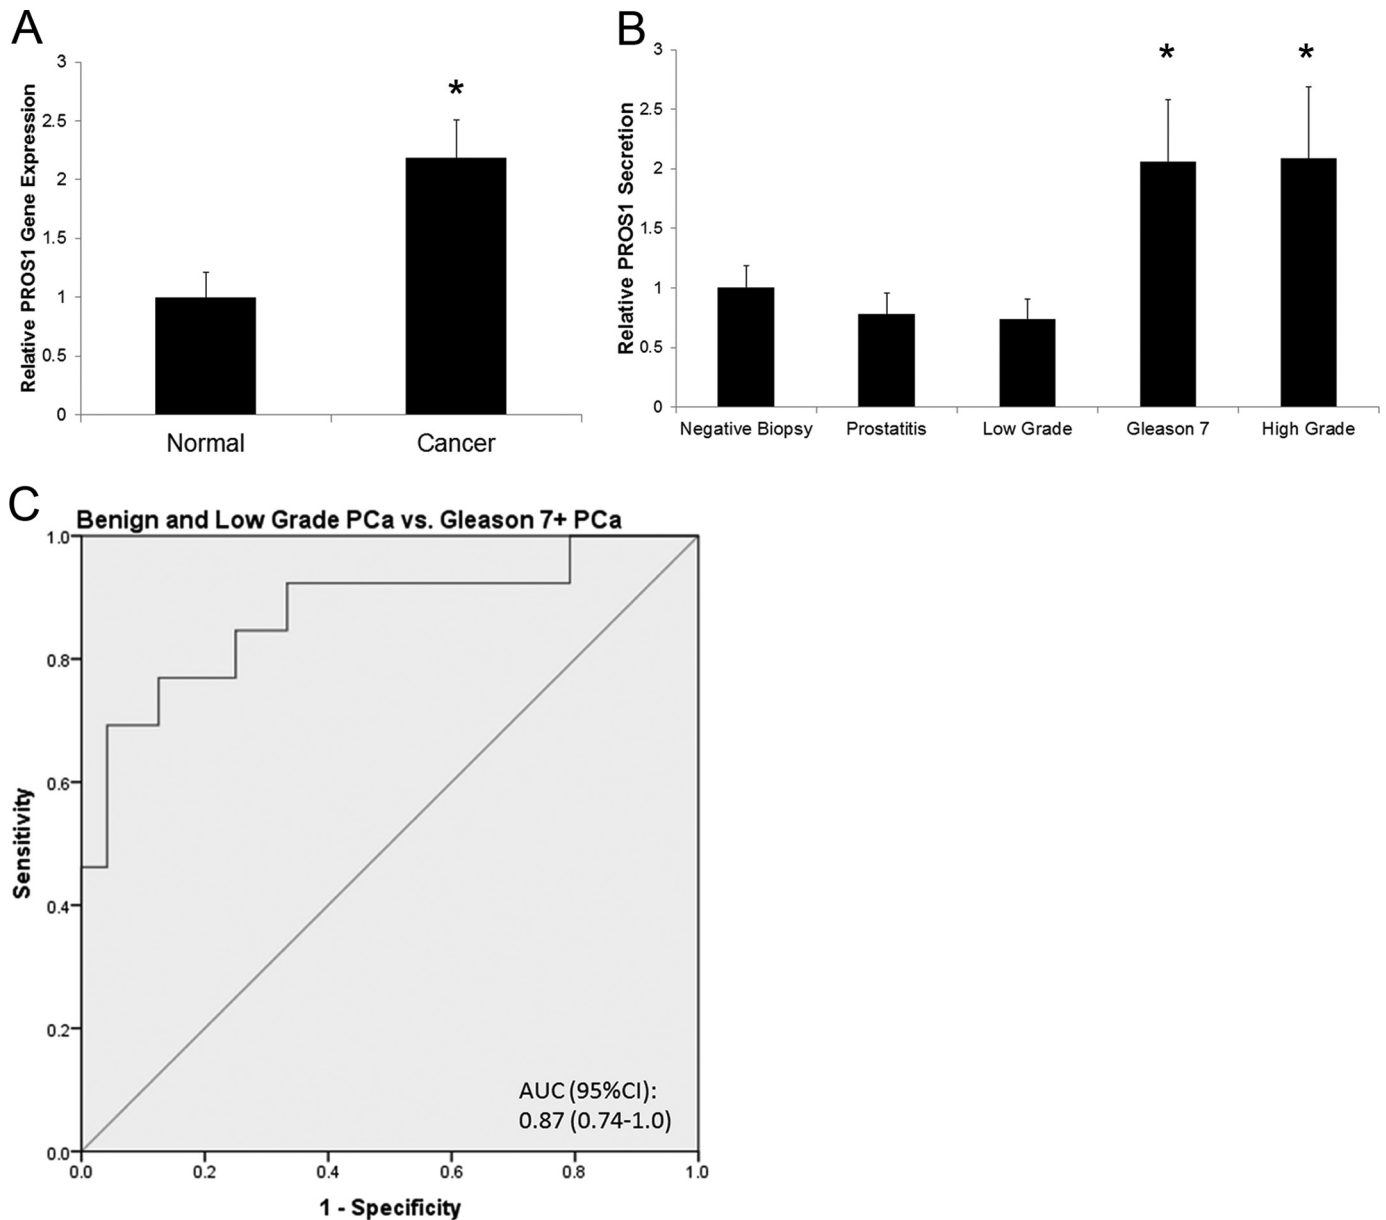 A
Relative PROS1 Gene Expression
3
2.5
2
1.5
1
0.5
0
*
Normal Cancer
B
Relative PROS1 Secretion
3
2.5
2
1.5
1
0.5
0
* *
Negative Biopsy Prostatitis Low Grade Gleason 7 High Grade
C
Benign and Low Grade PCa vs. Gleason 7+ PCa
Sensitivity
1.0
0.8
0.6
0.4
0.2
0.0
AUC (95%CI):
0.87 (0.74-1.0)
0.0 0.2 0.4 0.6 0.8 1.0
1 - Specificity